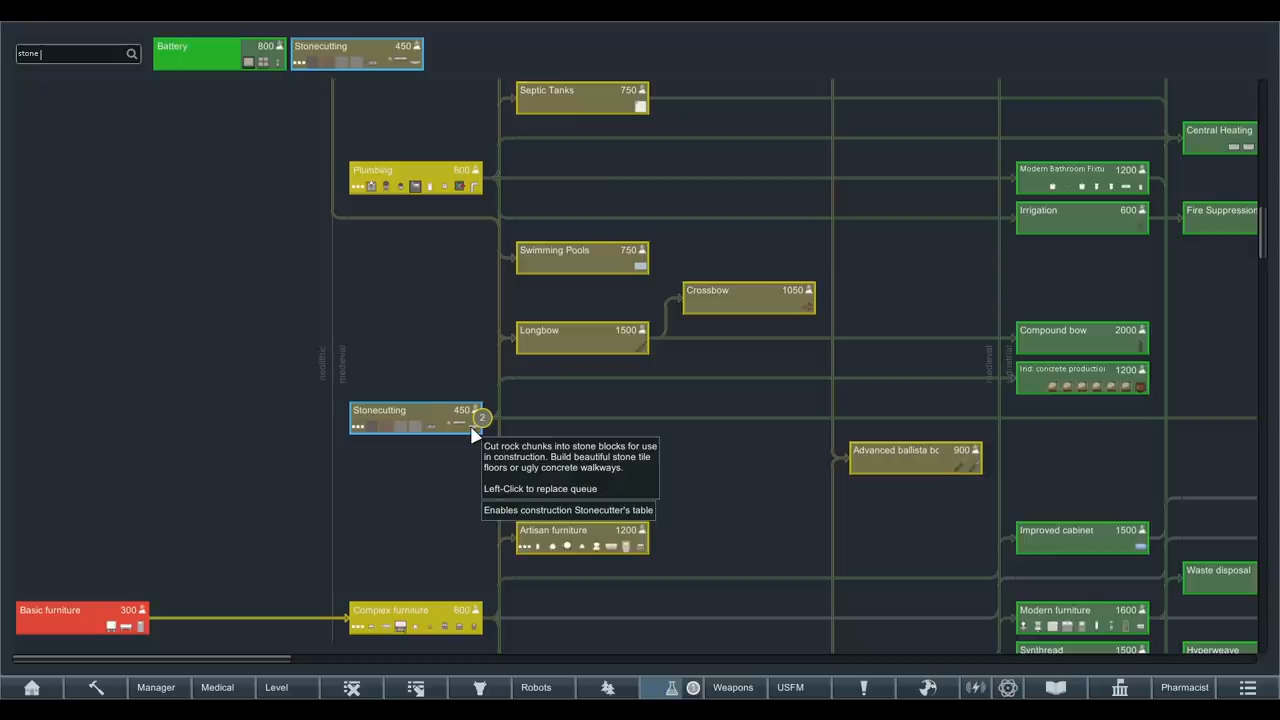 stone
Battery 800
Stonecutting 450
Septic Tanks 750
Central Heating
Plumbing 600
Modern Bathroom Fixtu 1200
Irrigation 600
Fire Suppression
Swimming Pools 750
Crossbow 1050
Longbow 1500
Compound bow 2000
neolithic
medieval
medieval
Ind: concrete production 1200
Stonecutting 450
2
Cut rock chunks into stone blocks for use
in construction. Build beautiful stone tile
floors or ugly concrete walkways.
Left-Click to replace queue
Enables construction Stonecutter's table
Advanced ballista bc 900
Artisan furniture 1200
Improved cabinet 1500
Waste disposal
Basic furniture 300
Complex furniture 600
Modern furniture 1600
Synthread 1500
Hyperweave
Manager
Medical
Level
Robots
1
Weapons
USFM
Pharmacist